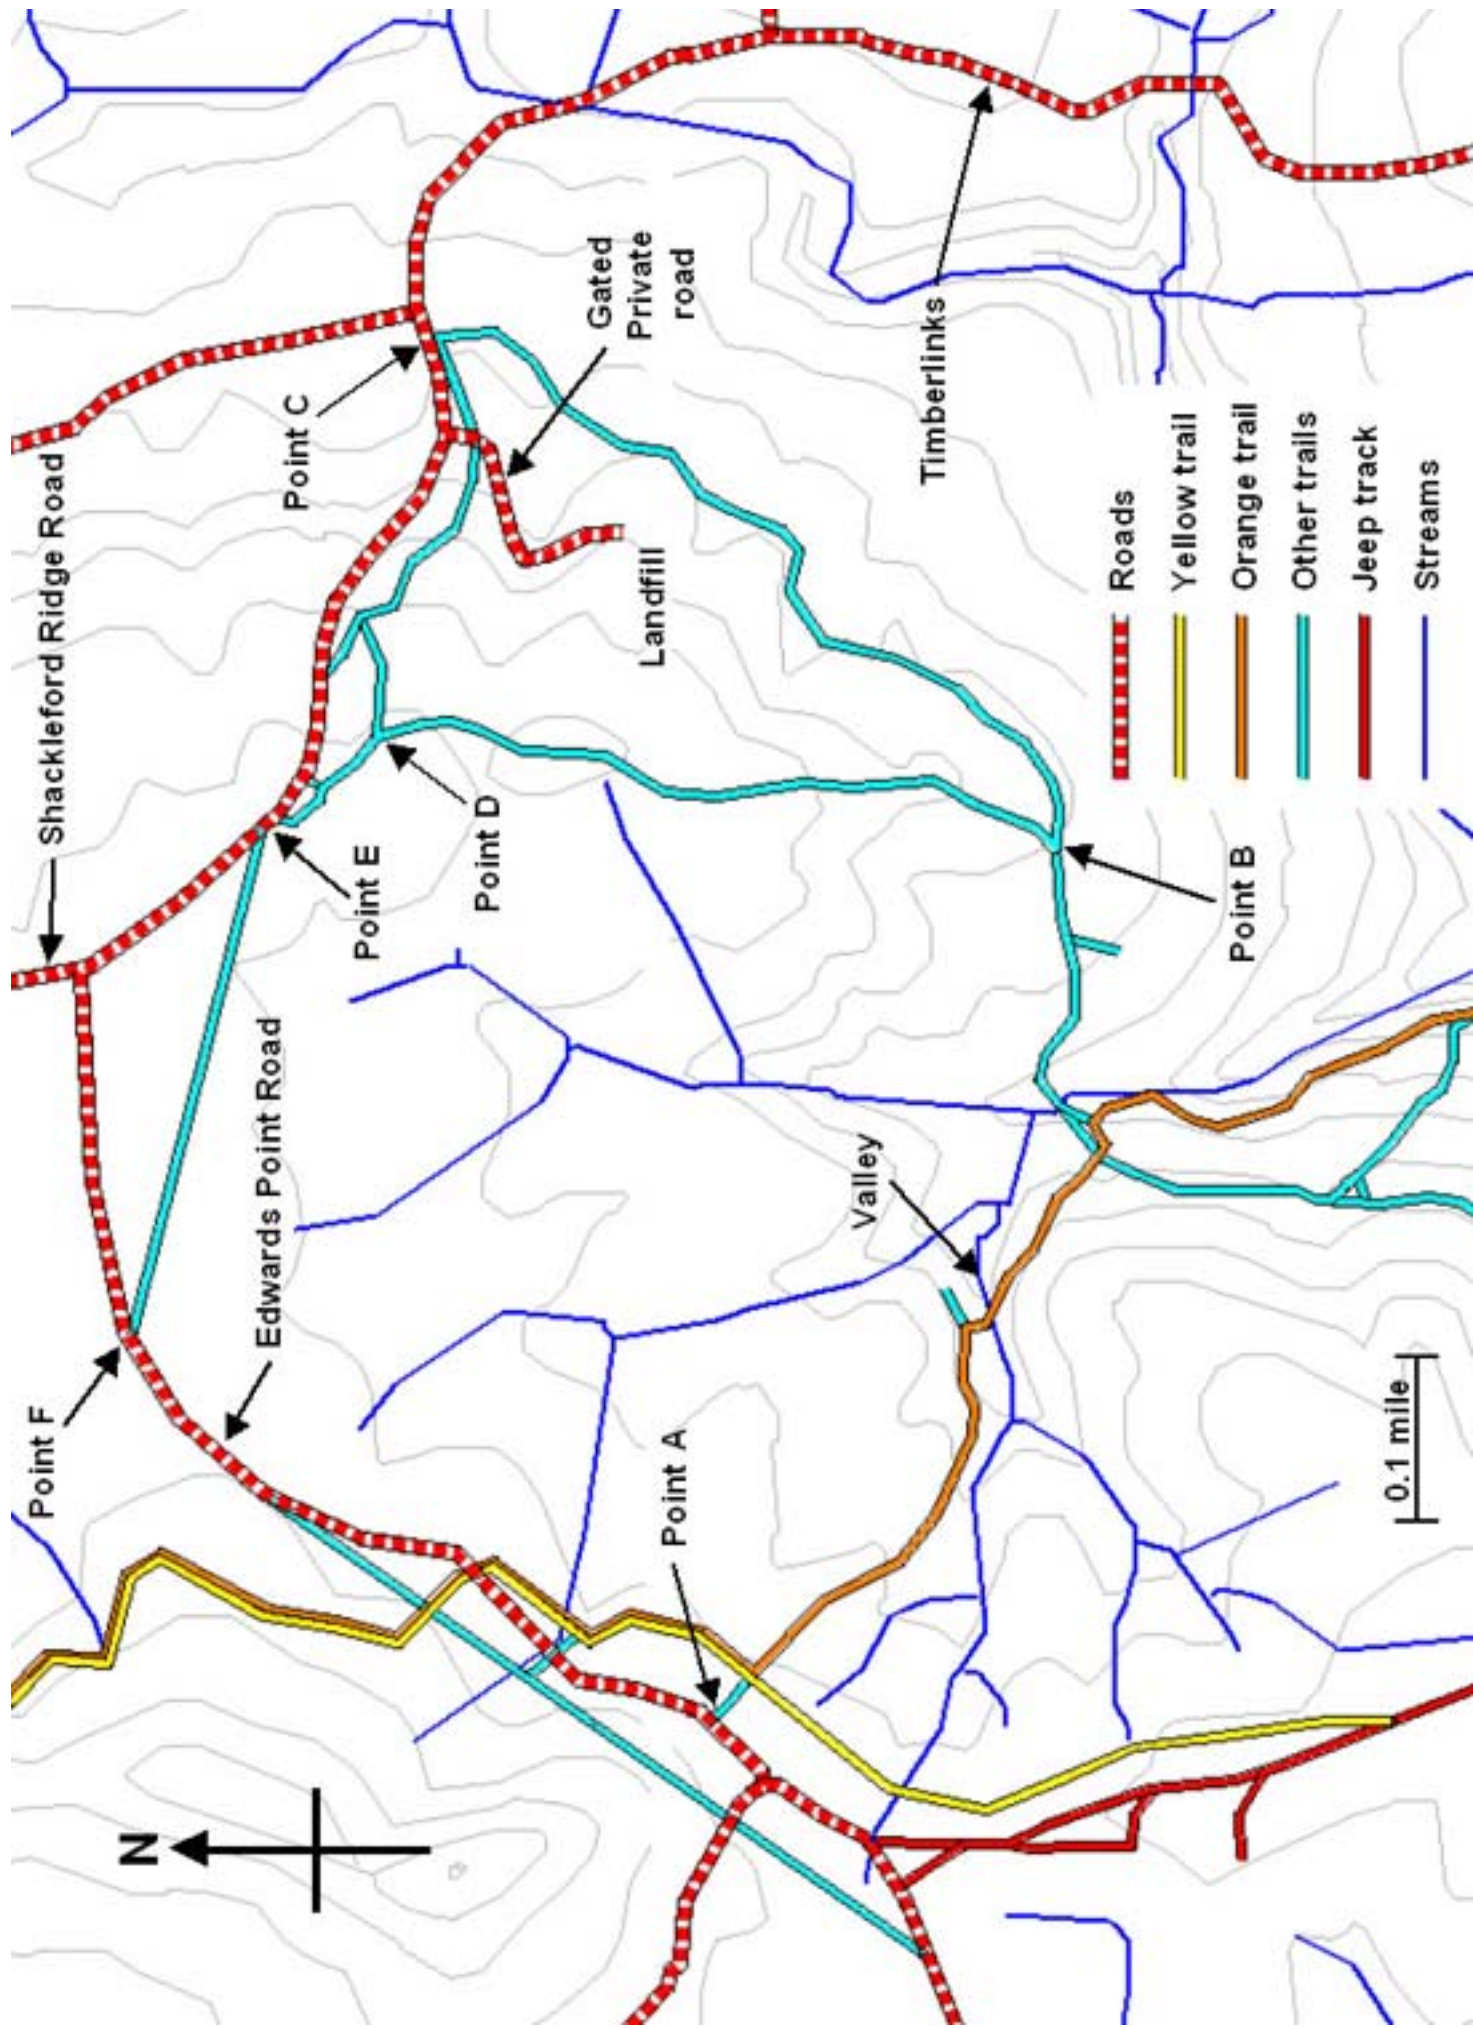 N
Point F
Shackleford Ridge Road
Edwards Point Road
Point E
Point C
Point D
Gated
Private
road
Landfill
Point A
Valley
Timberlinks
Point B
Roads
Yellow trail
Orange trail
Other trails
Jeep track
Streams
0.1 mile